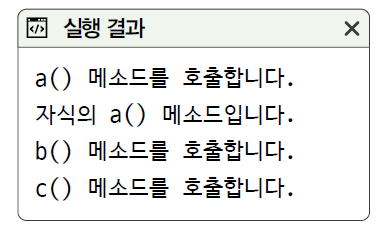 실행 결과
a() 메소드를 호출합니다.
자식의 a() 메소드입니다.
b() 메소드를 호출합니다.
c() 메소드를 호출합니다.